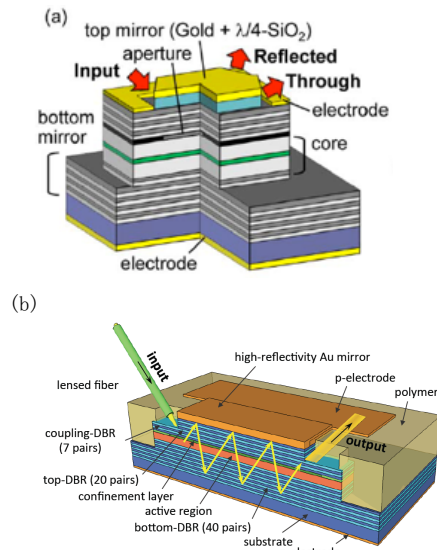 (a)
top mirror (Gold + λ/4-SiO₂)
aperture
Reflected
Input
Through
electrode
bottom
mirror
core
electrode
(b)
input
high-reflectivity Au mirror
lensed fiber
p-electrode
polymer
coupling-DBR
(7 pairs)
output
top-DBR (20 pairs)
confinement layer
active region
bottom-DBR (40 pairs)
substrate